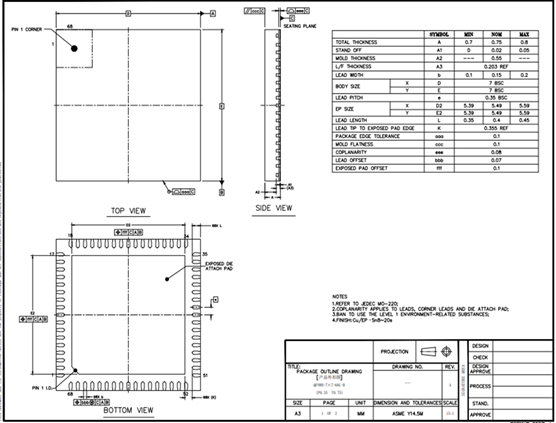 PIN 1 CORNER
68
1
SEATING PLANE
TOP VIEW
SIDE VIEW
SYMBOL MIN NOM MAX
TOTAL THICKNESS A 0.7 0.75 0.8
STAND OFF A1 0 0.02 0.05
MOLD THICKNESS A2 --- 0.55 ---
L/F THICKNESS A3 0.203 REF
LEAD WIDTH b 0.1 0.15 0.2
BODY SIZE X D 7 BSC
Y E 7 BSC
LEAD PITCH e 0.35 BSC
EP SIZE X D2 5.39 5.49 5.59
Y E2 5.39 5.49 5.59
LEAD LENGTH L 0.35 0.4 0.45
LEAD TIP TO EXPOSED PAD EDGE K 0.355 REF
PACKAGE EDGE TOLERANCE aaa 0.1
MOLD FLATNESS ccc 0.1
COPLANARITY eee 0.08
LEAD OFFSET bbb 0.07
EXPOSED PAD OFFSET fff 0.1
18
34
17
35
EXPOSED DIE
ATTACH PAD
1
51
PIN 1 I.D.
68
52
BOTTOM VIEW
NOTES
1.REFER TO JEDEC MO-220;
2.COPLANARITY APPLIES TO LEADS, CORNER LEADS AND DIE ATTACH PAD;
3.BAN TO USE THE LEVEL 1 ENVIRONMENT-RELATED SUBSTANCES;
4.FINISH:Cu/EP
PROJECTION
DESIGN
CHECK
TITLE:
PACKAGE OUTLINE DRAWING
DRAWING NO.
REV.
DESIGN
APPROVE
PROCESS
SIZE PAGE UNIT DIMENSION AND TOLERANCES SCALE
STAND.
A3 1 OF 2 MM ASME Y14.5M
APPROVE